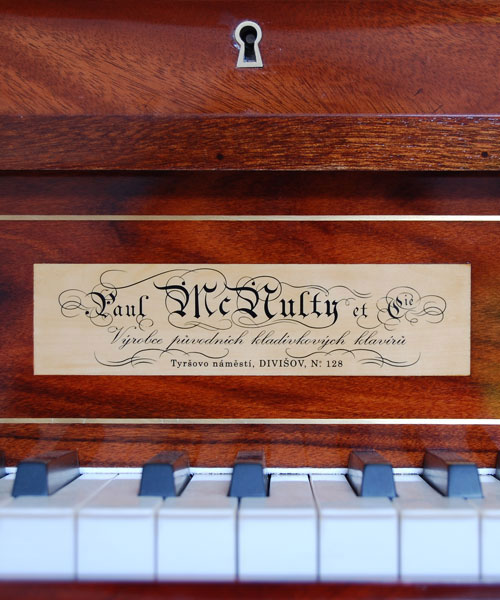 Paul McNulty et Cie
Výrobce původních kladívkových klavírů
Tyršovo náměstí, DIVIŠOV, No 128